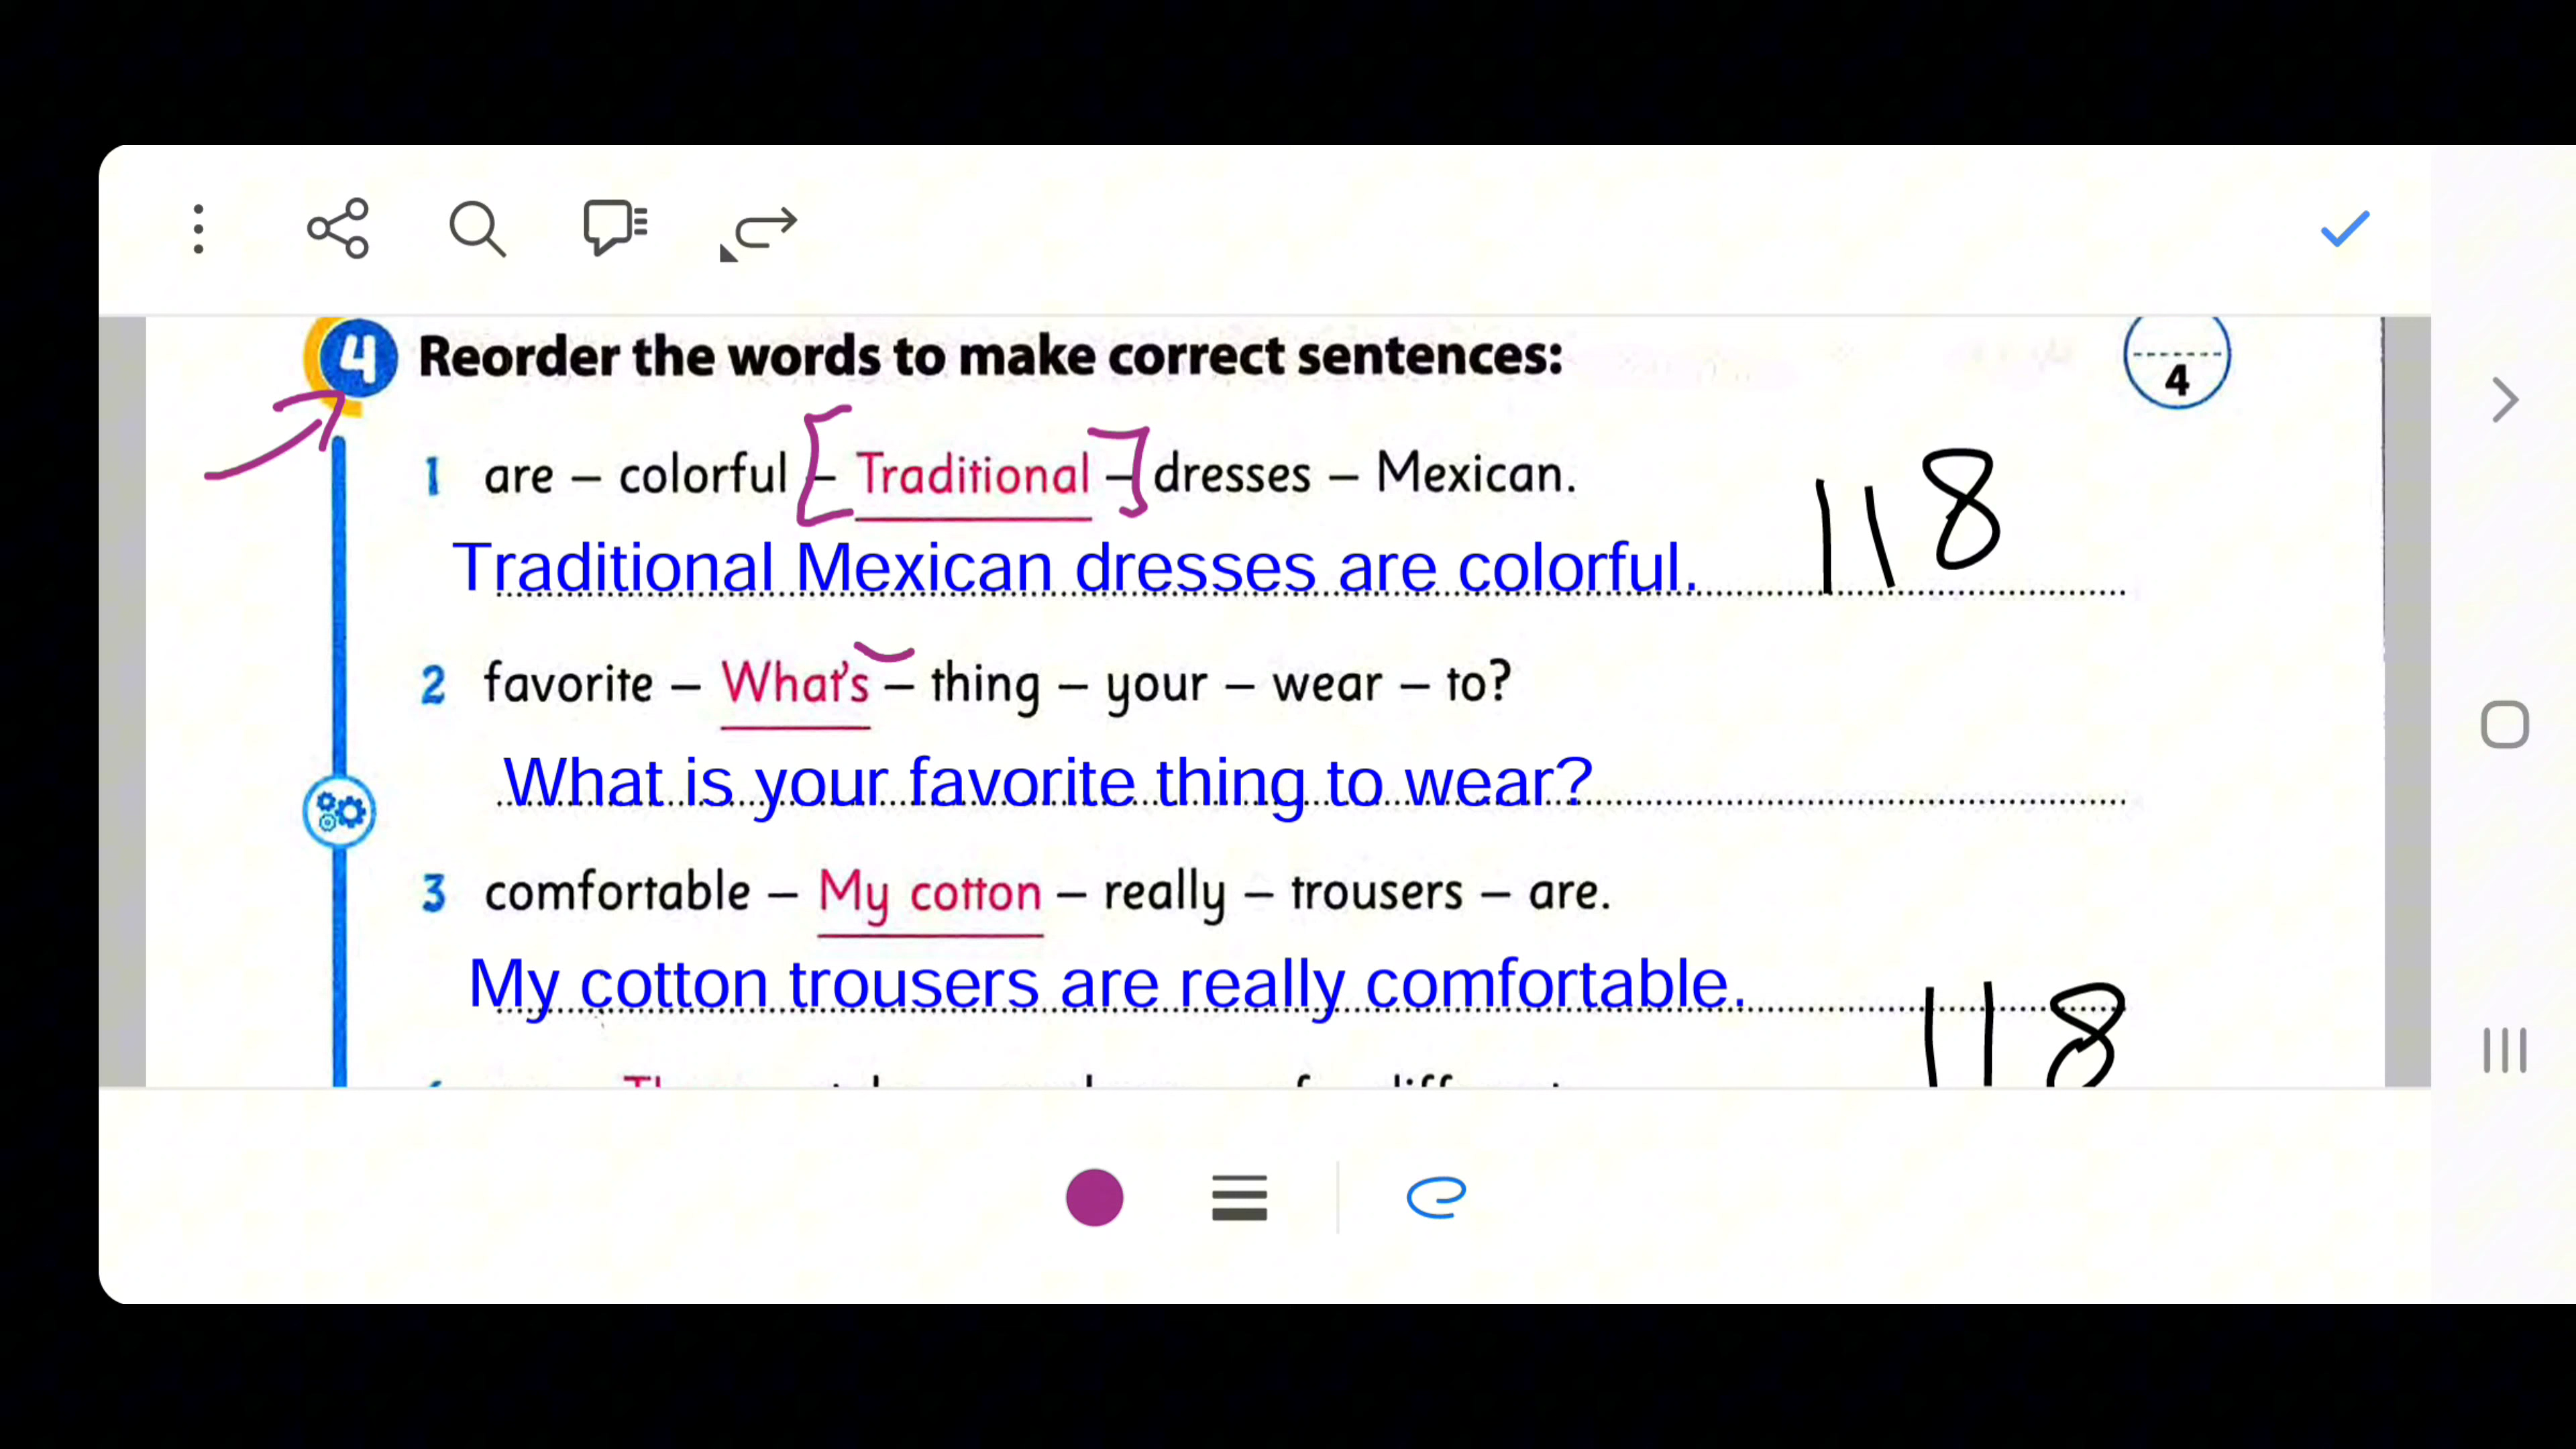 4 Reorder the words to make correct sentences:
4
1 are – colorful – Traditional – dresses – Mexican.
Traditional Mexican dresses are colorful.
118
2 favorite – What's – thing – your – wear – to?
What is your favorite thing to wear?
3 comfortable – My cotton – really – trousers – are.
My cotton trousers are really comfortable.
118